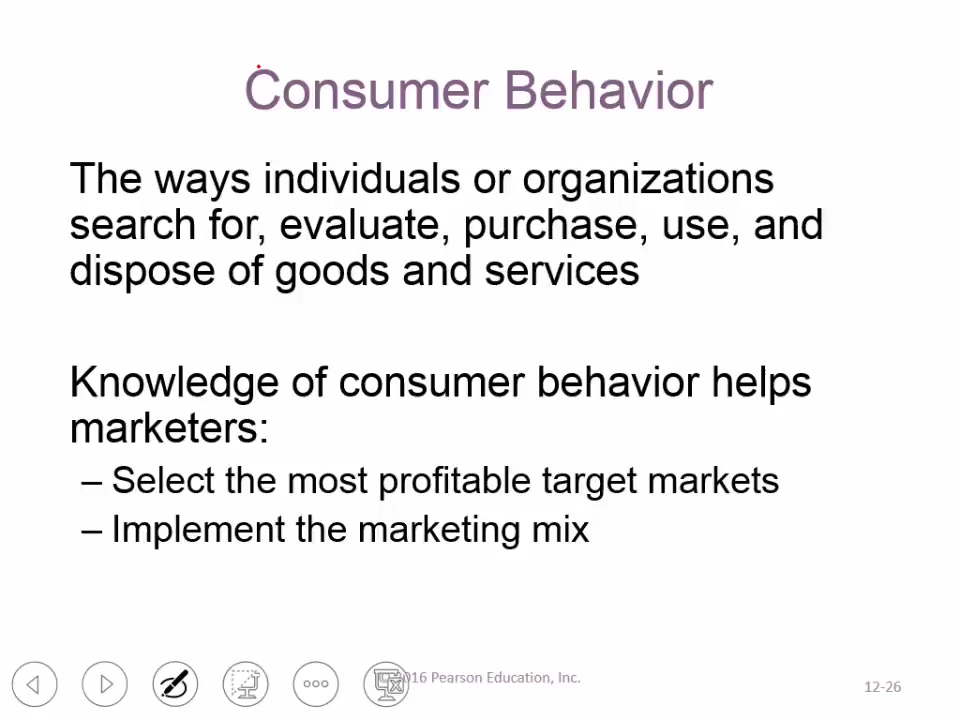 Consumer Behavior
The ways individuals or organizations
search for, evaluate, purchase, use, and
dispose of goods and services
Knowledge of consumer behavior helps
marketers:
– Select the most profitable target markets
– Implement the marketing mix
2016 Pearson Education, Inc.
12-26